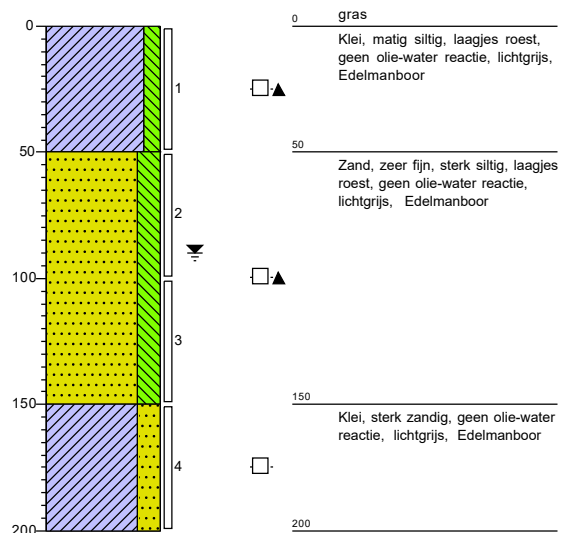 0
50
100
150
200
1
2
3
4
0 gras
Klei, matig siltig, laagjes roest,
geen olie-water reactie, lichtgrijs,
Edelmanboor
50
Zand, zeer fijn, sterk siltig, laagjes
roest, geen olie-water reactie,
lichtgrijs, Edelmanboor
150
Klei, sterk zandig, geen olie-water
reactie, lichtgrijs, Edelmanboor
200